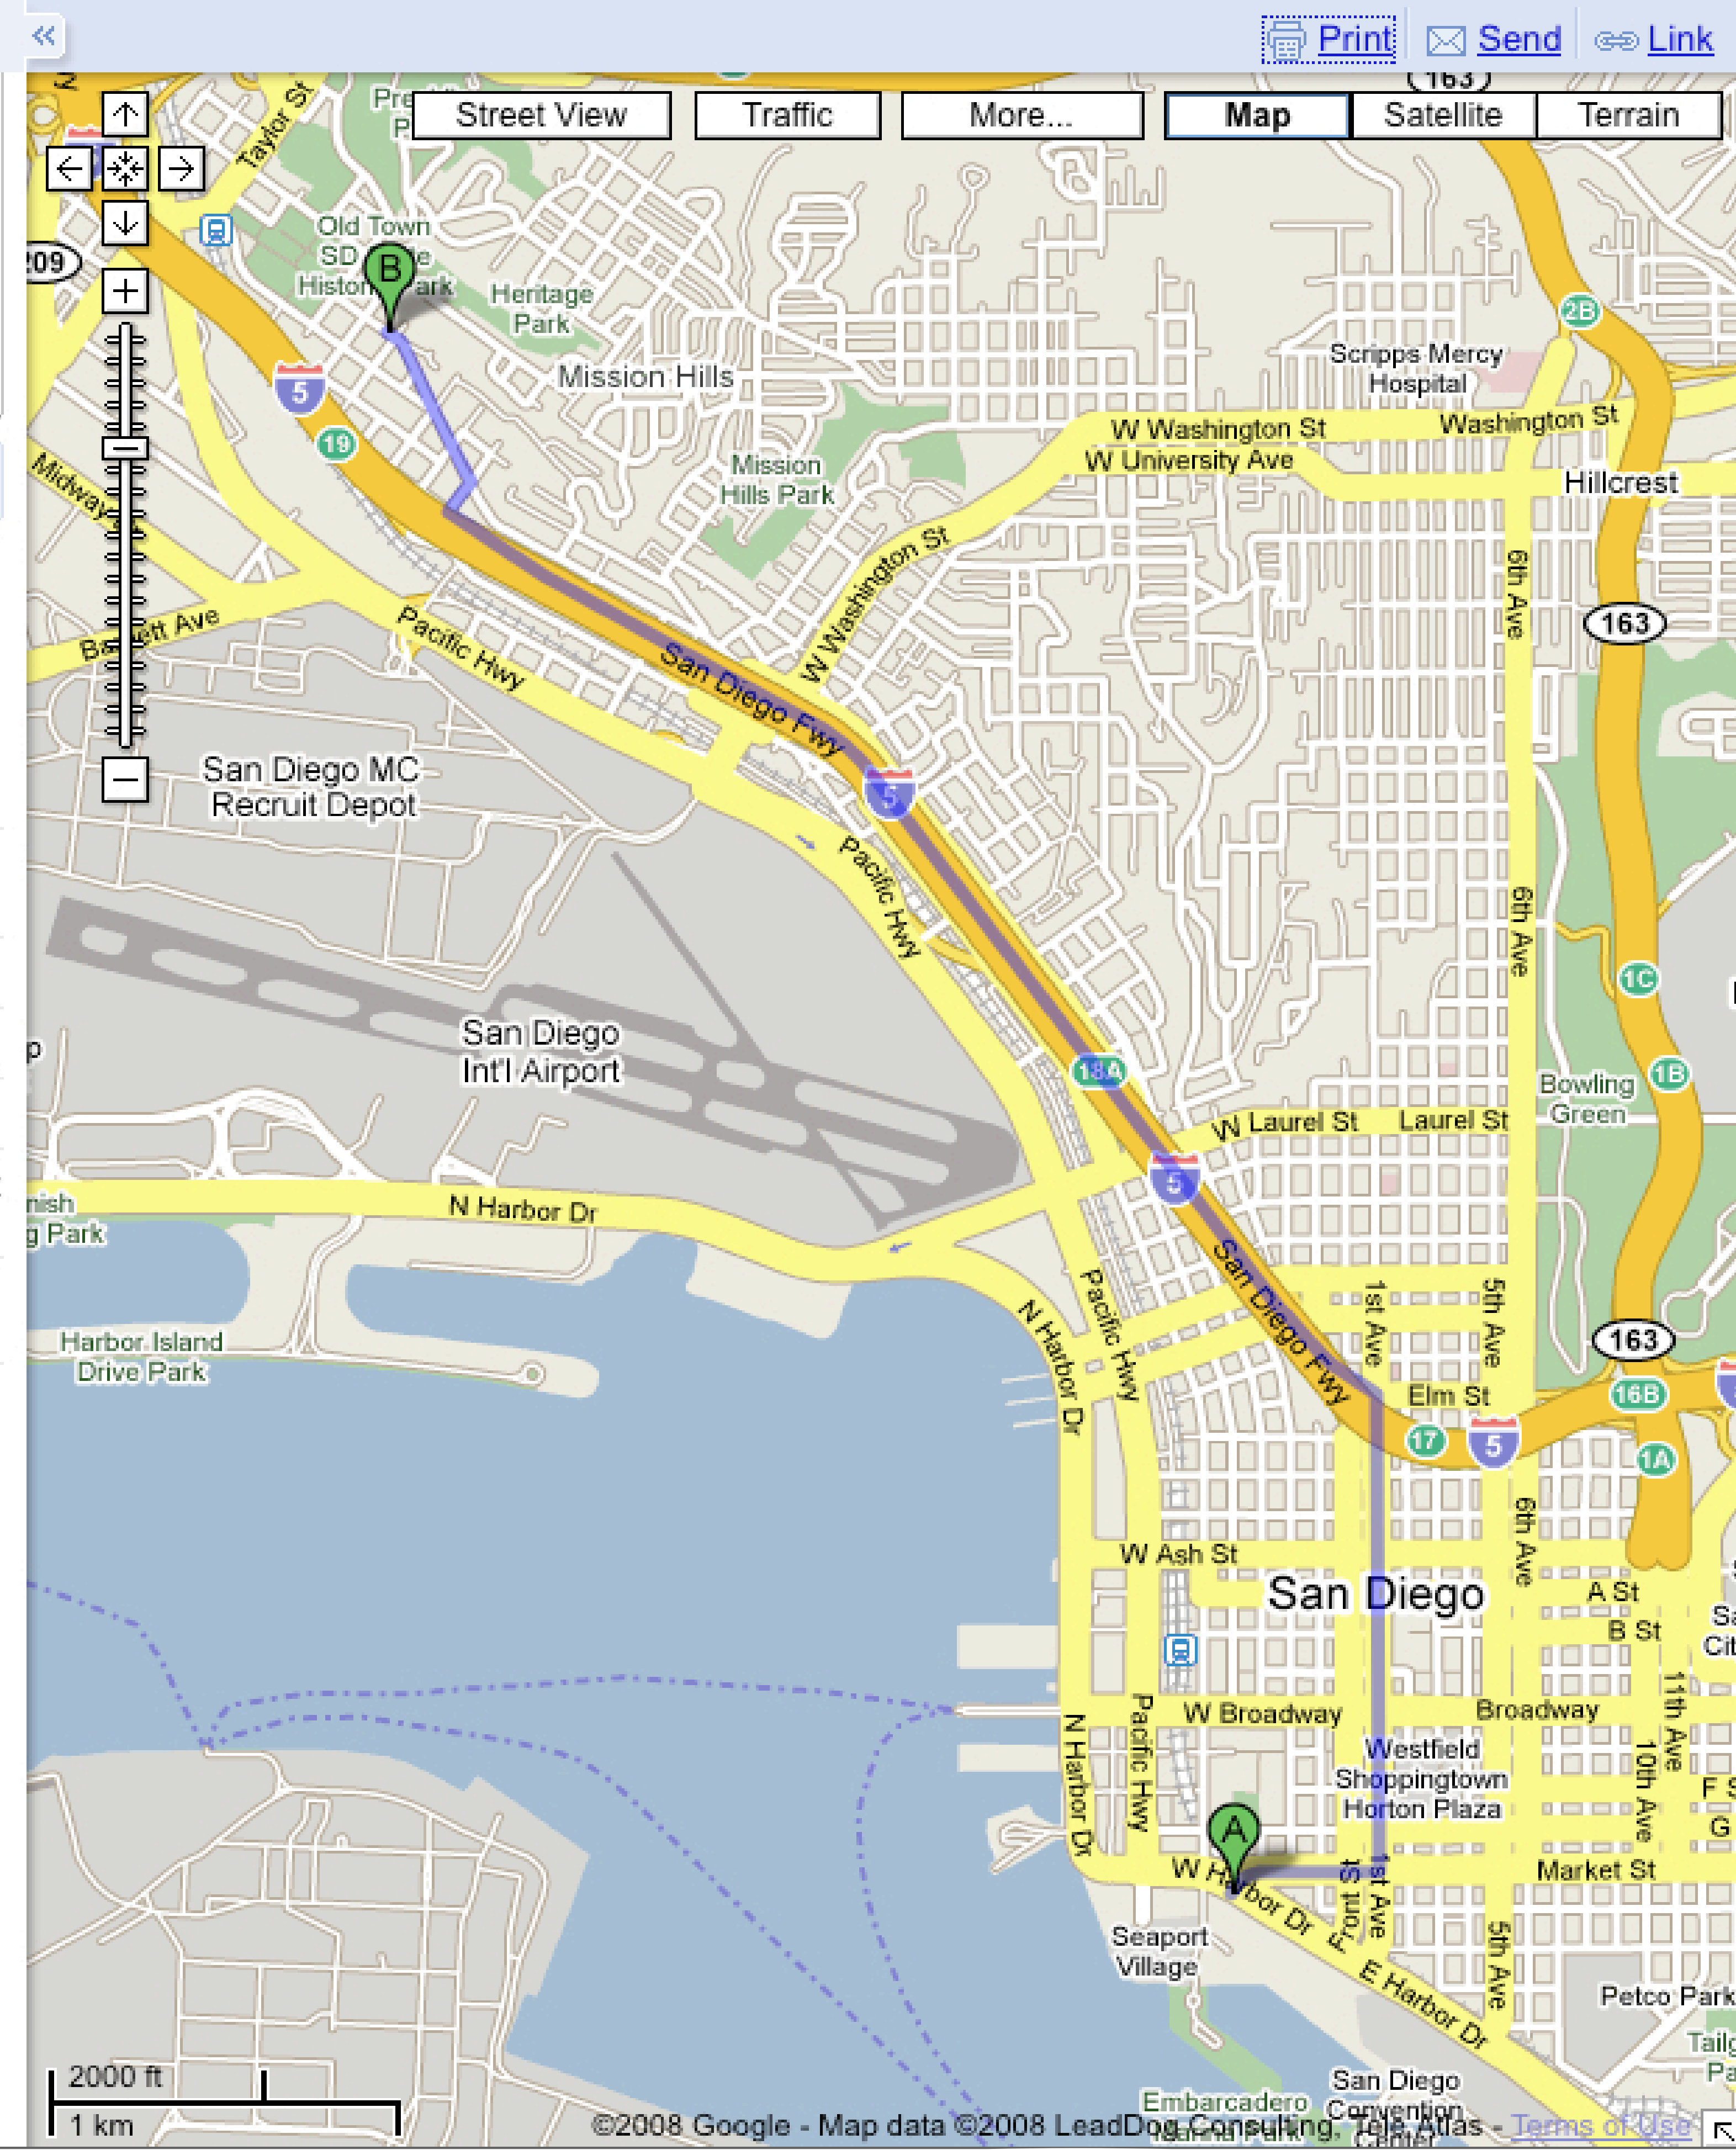 «
Print
Send
Link
163
Street View
Traffic
More...
Map
Satellite
Terrain
Taylor St
Old Town
209
B
Heritage
Park
2B
Mission Hills
Scripps Mercy
Hospital
5
19
W Washington St
Washington St
W University Ave
Mission
Hills Park
Hillcrest
Midway
W Washington St
6th Ave
163
Pacific Hwy
San Diego Fwy
San Diego MC
Recruit Depot
5
Pacific Hwy
6th Ave
1C
San Diego
Int'l Airport
18A
1B
Bowling
Green
W Laurel St
Laurel St
5
N Harbor Dr
g Park
San Diego Fwy
1st Ave
5th Ave
Pacific Hwy
N Harbor Dr
163
Harbor Island
Drive Park
Elm St
16B
17
5
1A
6th Ave
W Ash St
San Diego
A St
B St
11th Ave
W Broadway
Broadway
N Harbor Dr
Pacific Hwy
Westfield
Shoppingtown
Horton Plaza
10th Ave
F S
G
A
W Harbor Dr
Front St
1st Ave
Market St
Seaport
Village
5th Ave
E Harbor Dr
Petco Park
2000 ft
1 km
San Diego
Convention
Embarcadero
©2008 Google - Map data ©2008 LeadDog Consulting, Tele Atlas - Terms of Use